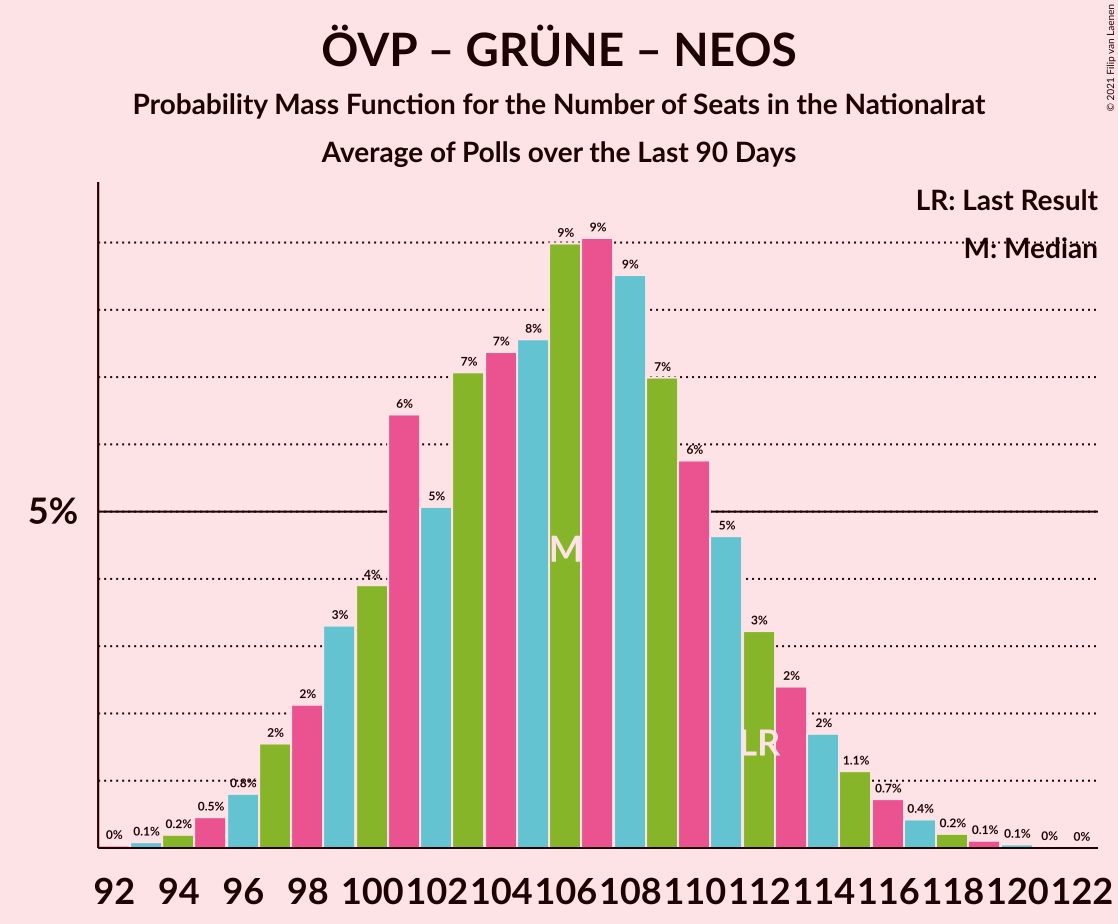 ÖVP – GRÜNE – NEOS
Probability Mass Function for the Number of Seats in the Nationalrat
Average of Polls over the Last 90 Days
© 2021 Filip van Laenen
LR: Last Result
M: Median
5%
0% 0.1% 0.2% 0.5% 0.8% 2% 2% 3% 4% 6% 5% 7% 7% 8% 9% 9% 9% 7% 6% 5% 3% 2% 2% 1.1% 0.7% 0.4% 0.2% 0.1% 0.1% 0% 0%
M
LR
92 94 96 98 100 102 104 106 108 110 112 114 116 118 120 122